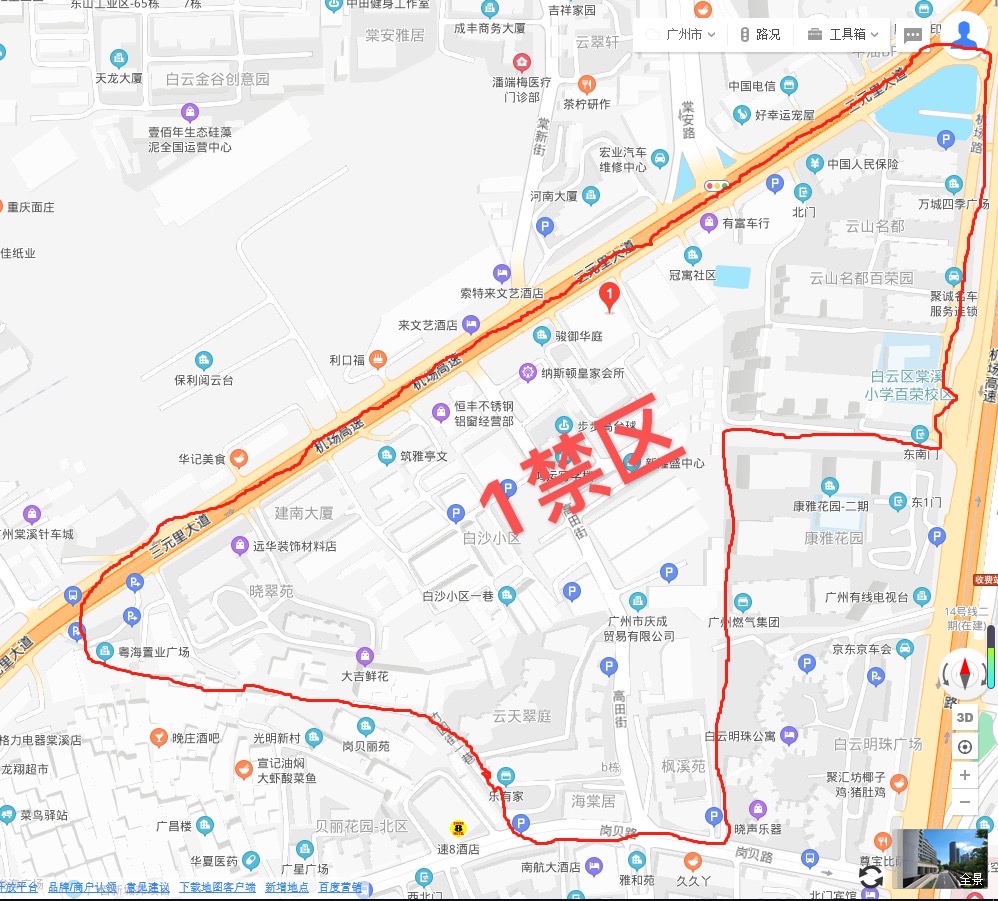 东山工业区-65栋
7栋
中田健身工作室
成丰商务大厦
吉祥家园
棠安雅居
云翠轩
广州市
路况
工具箱
天龙大厦
白云金谷创意园
潘端梅医疗
门诊部
茶柠研作
中国电信
好幸运宠屋
三元里大道
机场路
棠安路
棠新街
壹佰年生态硅藻
泥全国运营中心
宏业汽车
维修中心
中国人民保险
河南大厦
北门
万城四季广场
重庆面庄
有富车行
云山名都
佳纸业
三元里大道
冠寓社区
云山名都百荣园
索特来文艺酒店
1
聚诚名车
服务连锁
来文艺酒店
骏御华庭
利口福
机场高速
纳斯顿皇家会所
保利阅云台
白云区棠溪
小学百荣校区
机场高速
恒丰不锈钢
铝窗经营部
机场高速
1禁区
东南门
华记美食
筑雅亭文
康雅花园-二期
东1门
建南大厦
高田街
州棠溪针车城
三元里大道
白沙小区
康雅花园
远华装饰材料店
收费站
晓翠苑
白沙小区一巷
广州有线电视台
14号线二
期(在建)
广州市庆成
贸易有限公司
广州燃气集团
三元里大道
粤海置业广场
京东京车会
大吉鲜花
高田街
路
3D
云天翠庭
白云明珠公寓
白云明珠广场
格力电器棠溪店
晚庄酒吧
光明新村
岗贝丽苑
龙翔超市
宣记油焖
大虾酸菜鱼
b栋
枫溪苑
聚汇坊椰子
鸡·猪肚鸡
乐有家
海棠居
菜鸟驿站
广昌楼
贝丽花园-北区
岗贝路
晓声乐器
速8酒店
岗贝路
华夏医药
广星广场
南航大酒店
雅和苑
久久丫
全景
开放平台
品牌/商户认领
意见建议
下载地图客户端
新增地点
百度营销
西北门
北门宾馆